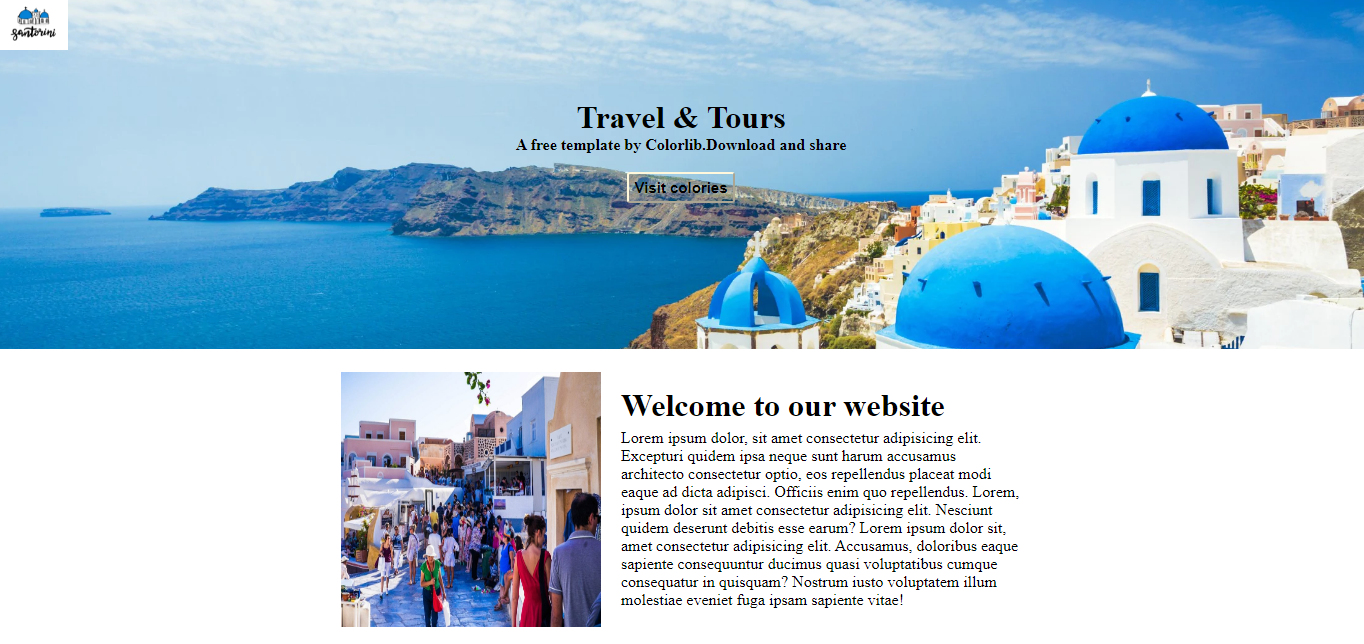 santorini
Travel & Tours
A free template by Colorlib.Download and share
Visit colories
Welcome to our website
Lorem ipsum dolor, sit amet consectetur adipisicing elit.
Excepturi quidem ipsa neque sunt harum accusamus
architecto consectetur optio, eos repellendus placeat modi
eaque ad dicta adipisci. Officiis enim quo repellendus. Lorem,
ipsum dolor sit amet consectetur adipisicing elit. Nesciunt
quidem deserunt debitis esse earum? Lorem ipsum dolor sit,
amet consectetur adipisicing elit. Accusamus, doloribus eaque
sapiente consequuntur ducimus quasi voluptatibus cumque
consequatur in quisquam? Nostrum iusto voluptatem illum
molestiae eveniet fuga ipsam sapiente vitae!